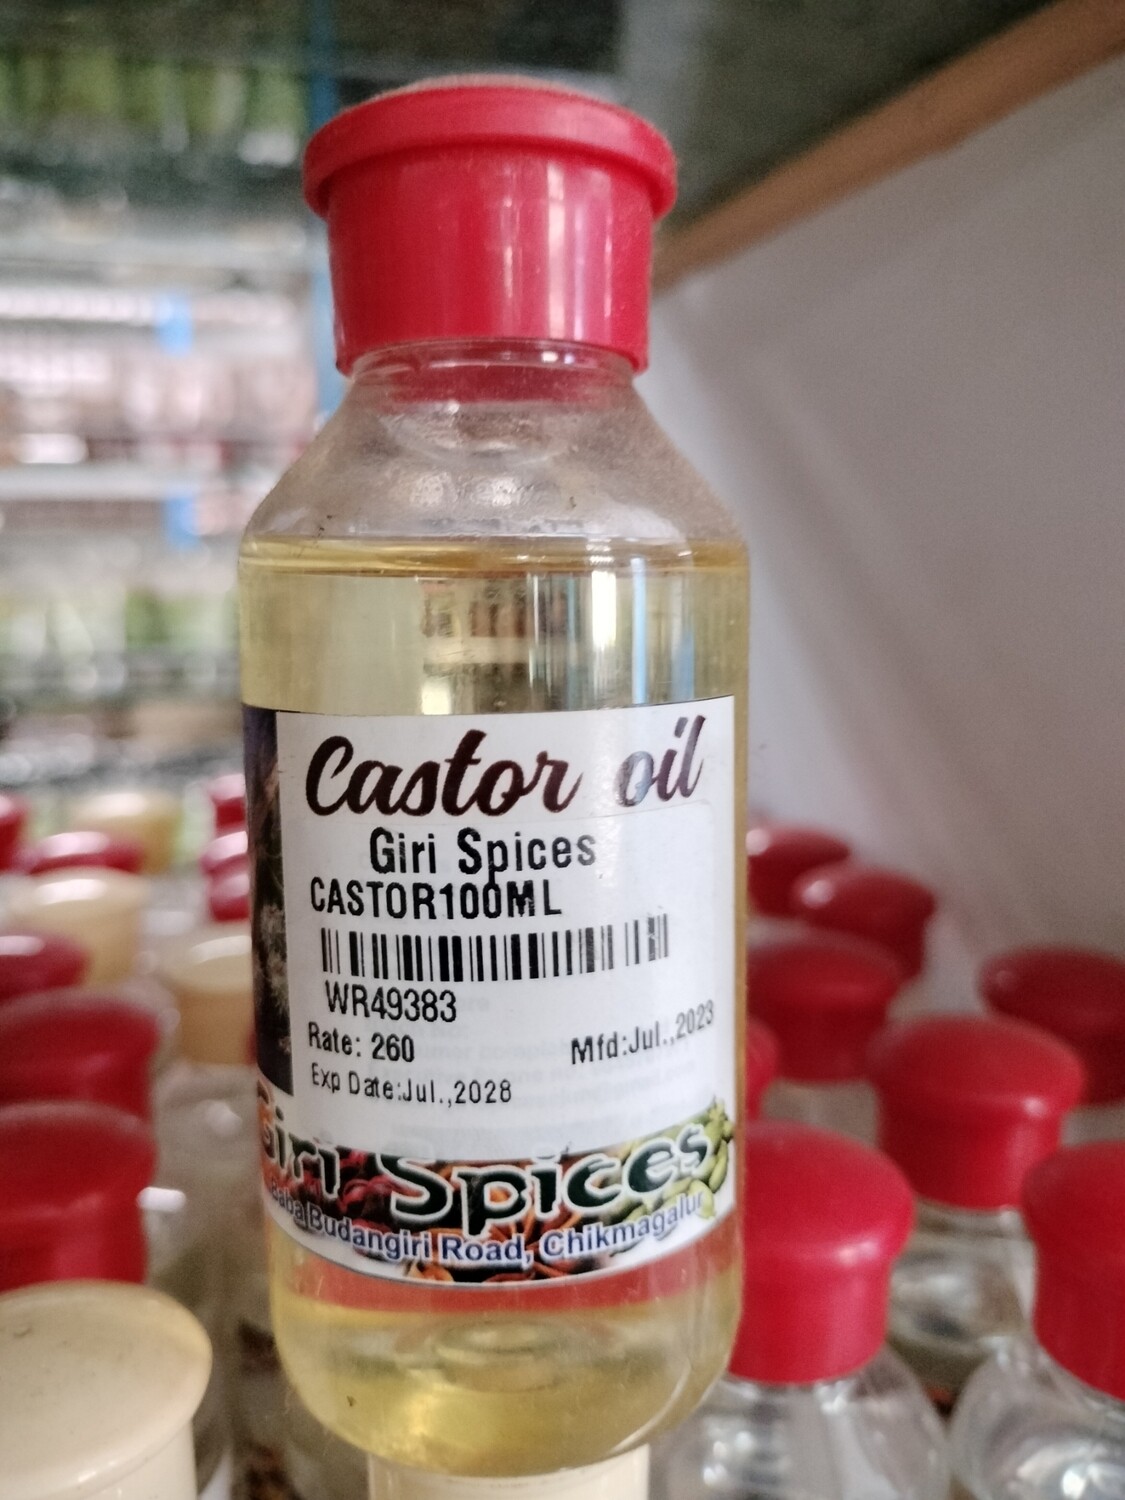 Castor oil
Giri Spices
CASTOR100ML
WR49383
Rate: 260
Mfd:Jul.,2023
Exp Date:Jul.,2028
Giri Spices
Baba Budangiri Road, Chikmagalur